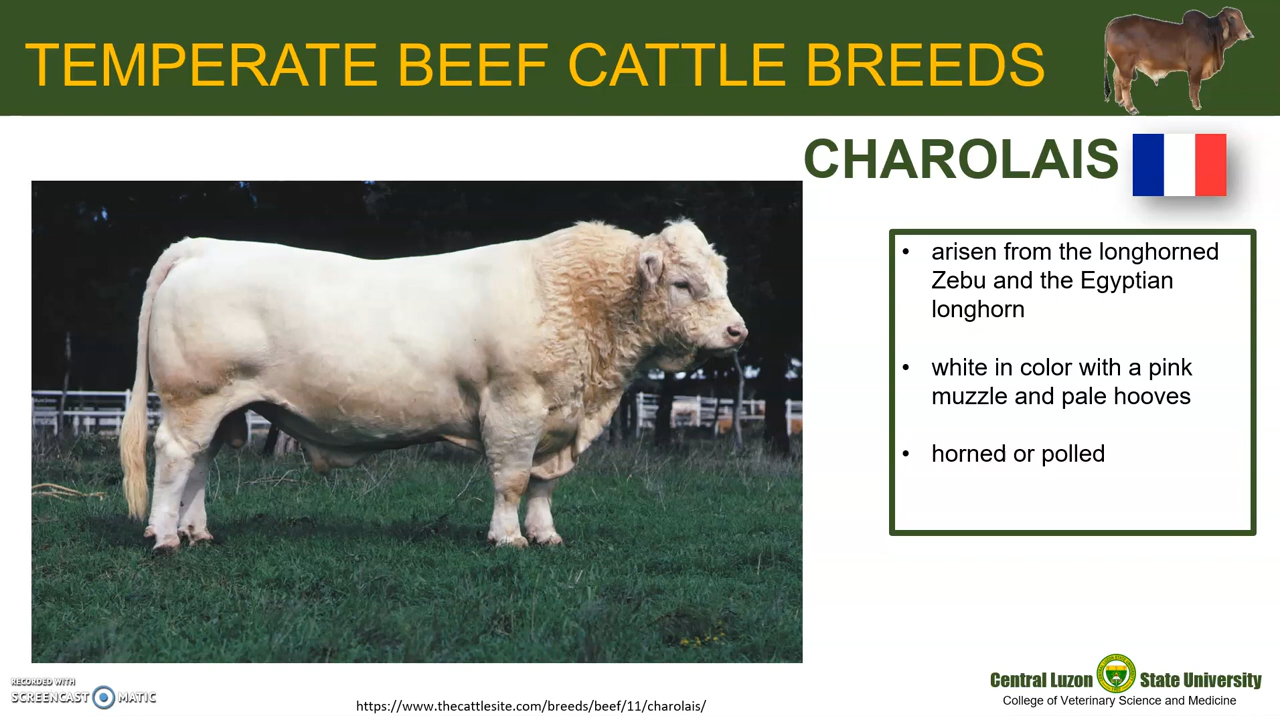 TEMPERATE BEEF CATTLE BREEDS
CHAROLAIS
• arisen from the longhorned
Zebu and the Egyptian
longhorn
• white in color with a pink
muzzle and pale hooves
• horned or polled
RECORDED WITH
SCREENCAST MATIC
https://www.thecattlesite.com/breeds/beef/11/charolais/
Central Luzon State University
College of Veterinary Science and Medicine